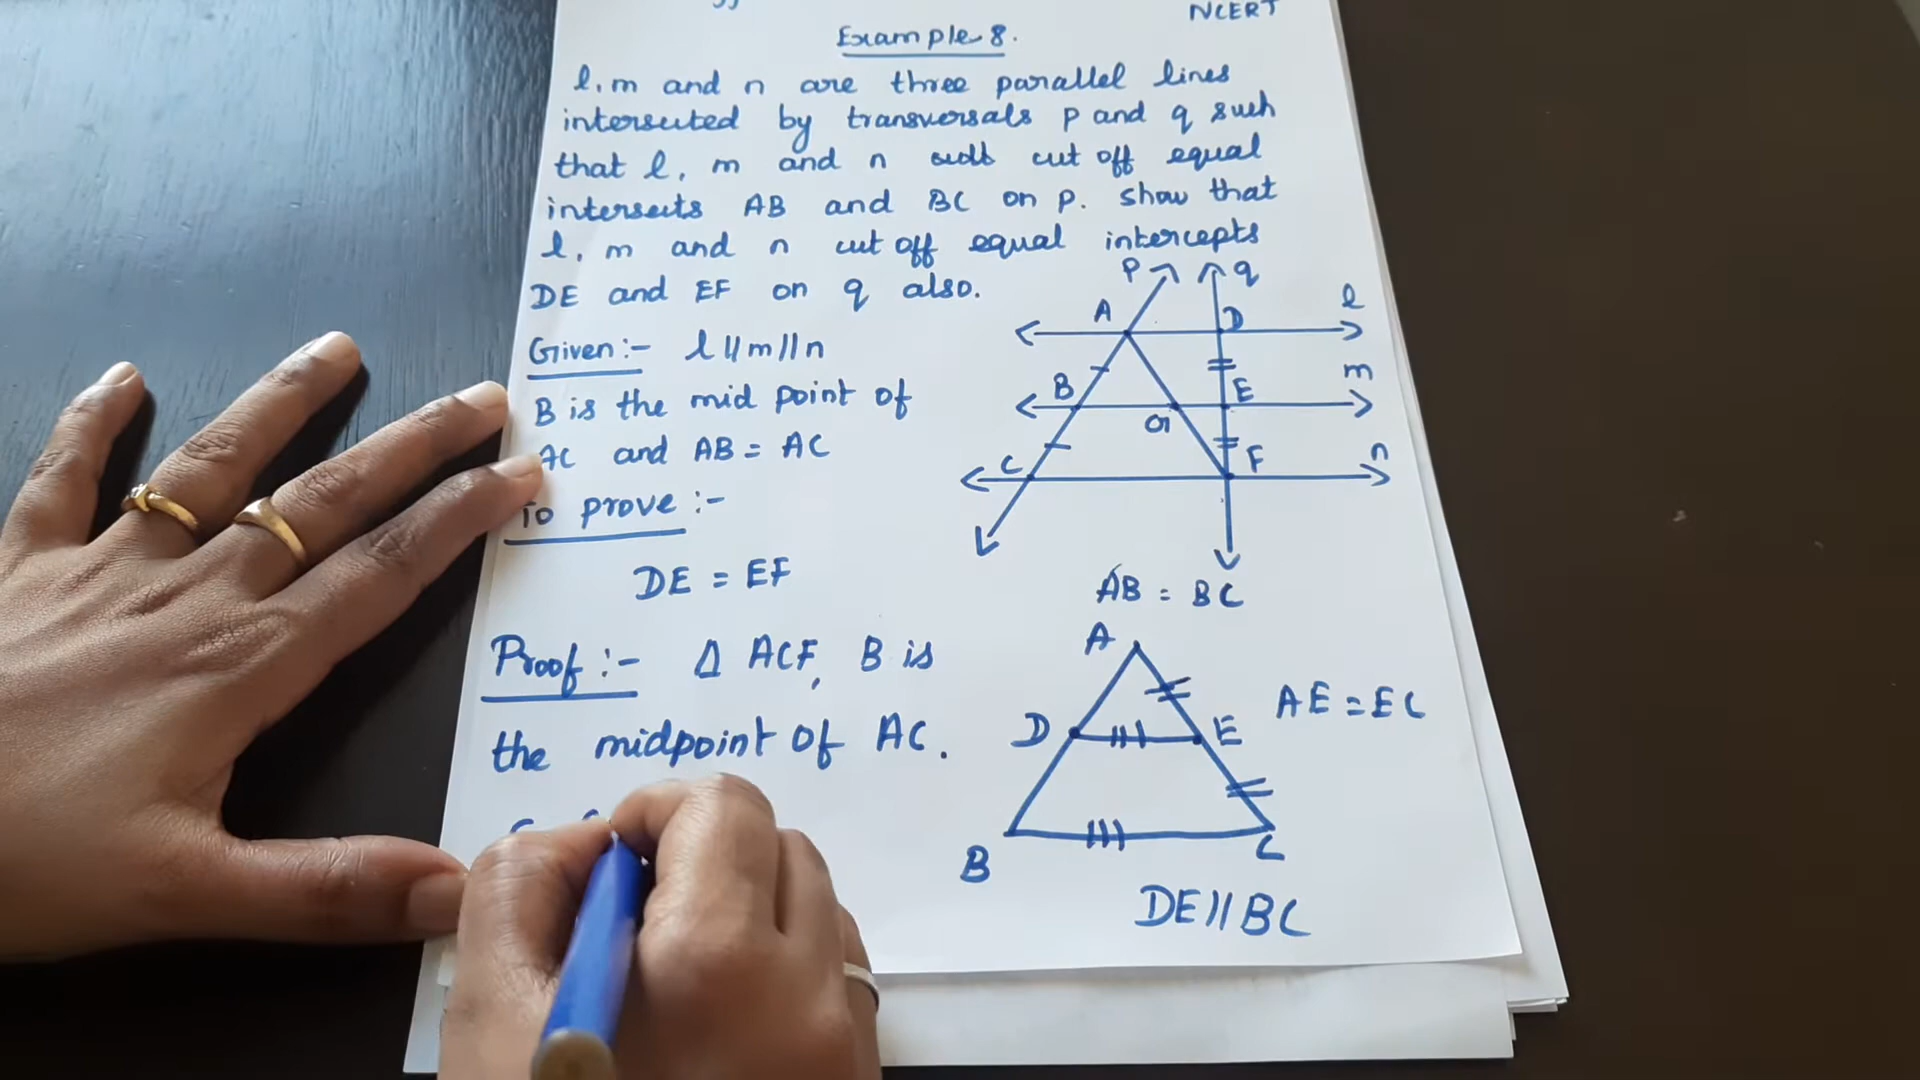 NCERT
Example 8.
l, m and n are three parallel lines
intersected by transversals p and q such
that l, m and n cut off equal
intersects AB and BC on p. show that
l, m and n cut off equal intercepts
DE and EF on q also.
Given:- l || m || n
B is the mid point of
AC and AB = AC
To prove :-
DE = EF
Proof :- Δ ACF, B is
the midpoint of AC.
P q
A D l
B E m
G
C F n
AB = BC
A
D E AE = EC
B C
DE || BC